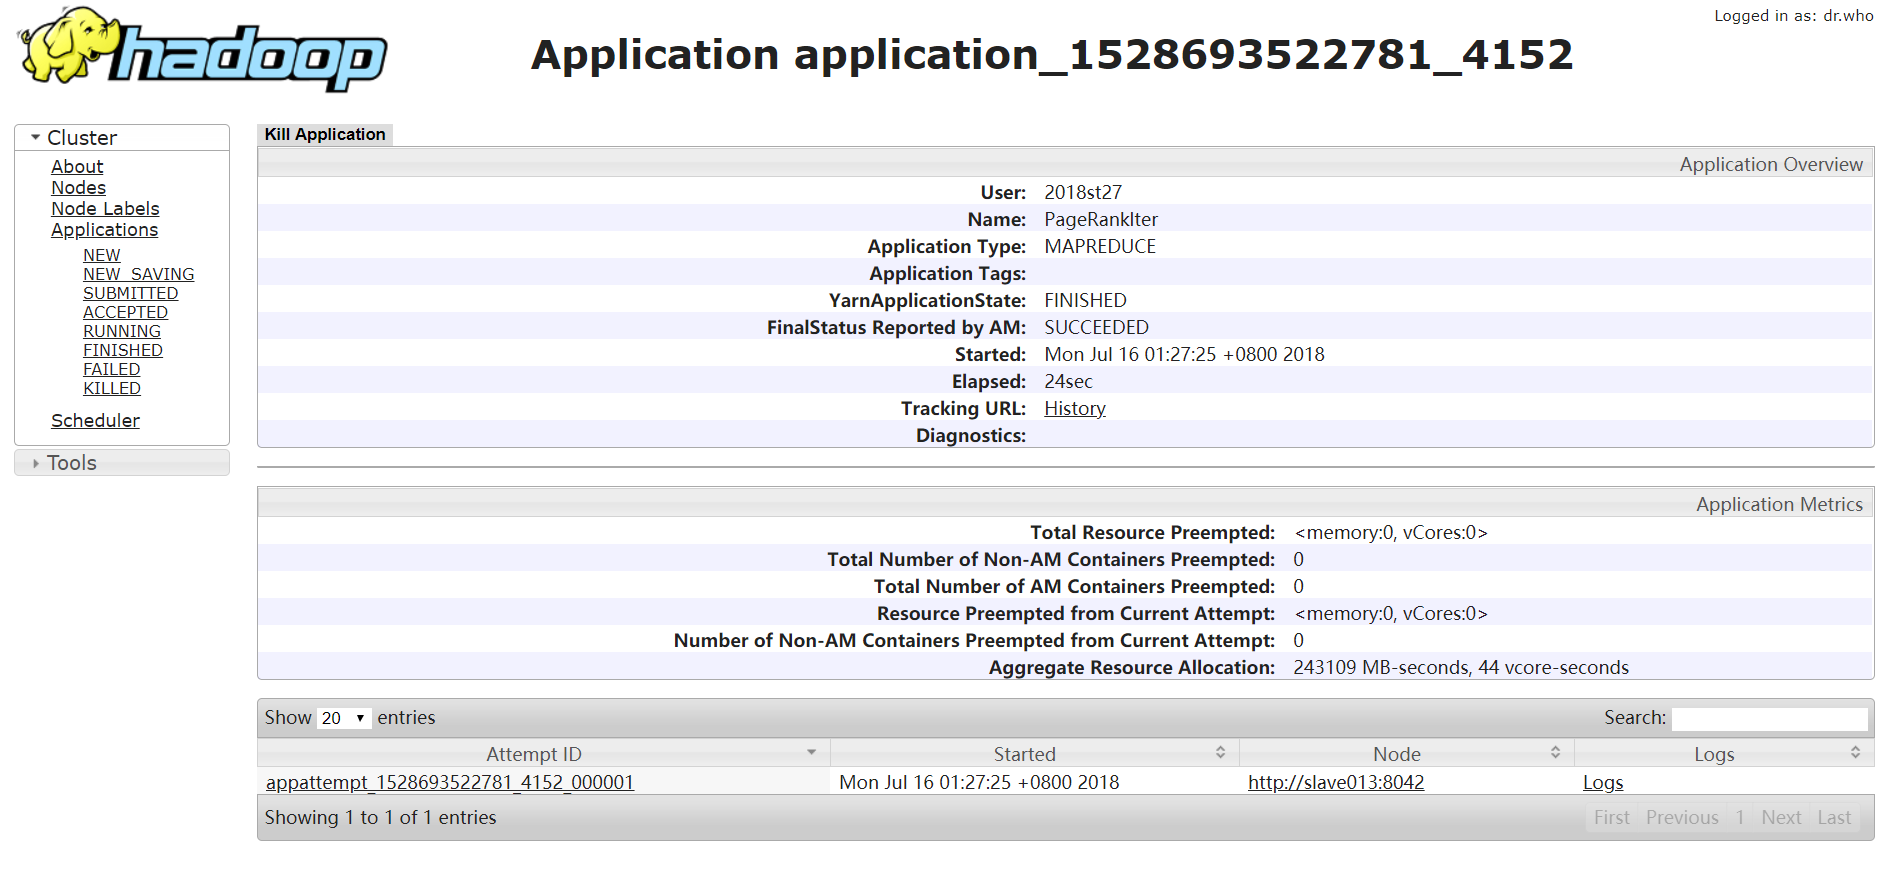 hadoop
Logged in as: dr.who
Application application_1528693522781_4152
Cluster
About
Nodes
Node Labels
Applications
NEW
NEW_SAVING
SUBMITTED
ACCEPTED
RUNNING
FINISHED
FAILED
KILLED
Scheduler
Tools
Kill Application
Application Overview
User: 2018st27
Name: PageRankIter
Application Type: MAPREDUCE
Application Tags:
YarnApplicationState: FINISHED
FinalStatus Reported by AM: SUCCEEDED
Started: Mon Jul 16 01:27:25 +0800 2018
Elapsed: 24sec
Tracking URL: History
Diagnostics:
Application Metrics
Total Resource Preempted: <memory:0, vCores:0>
Total Number of Non-AM Containers Preempted: 0
Total Number of AM Containers Preempted: 0
Resource Preempted from Current Attempt: <memory:0, vCores:0>
Number of Non-AM Containers Preempted from Current Attempt: 0
Aggregate Resource Allocation: 243109 MB-seconds, 44 vcore-seconds
Show 20 entries Search:
Attempt ID Started Node Logs
appattempt_1528693522781_4152_000001 Mon Jul 16 01:27:25 +0800 2018 http://slave013:8042 Logs
Showing 1 to 1 of 1 entries First Previous 1 Next Last